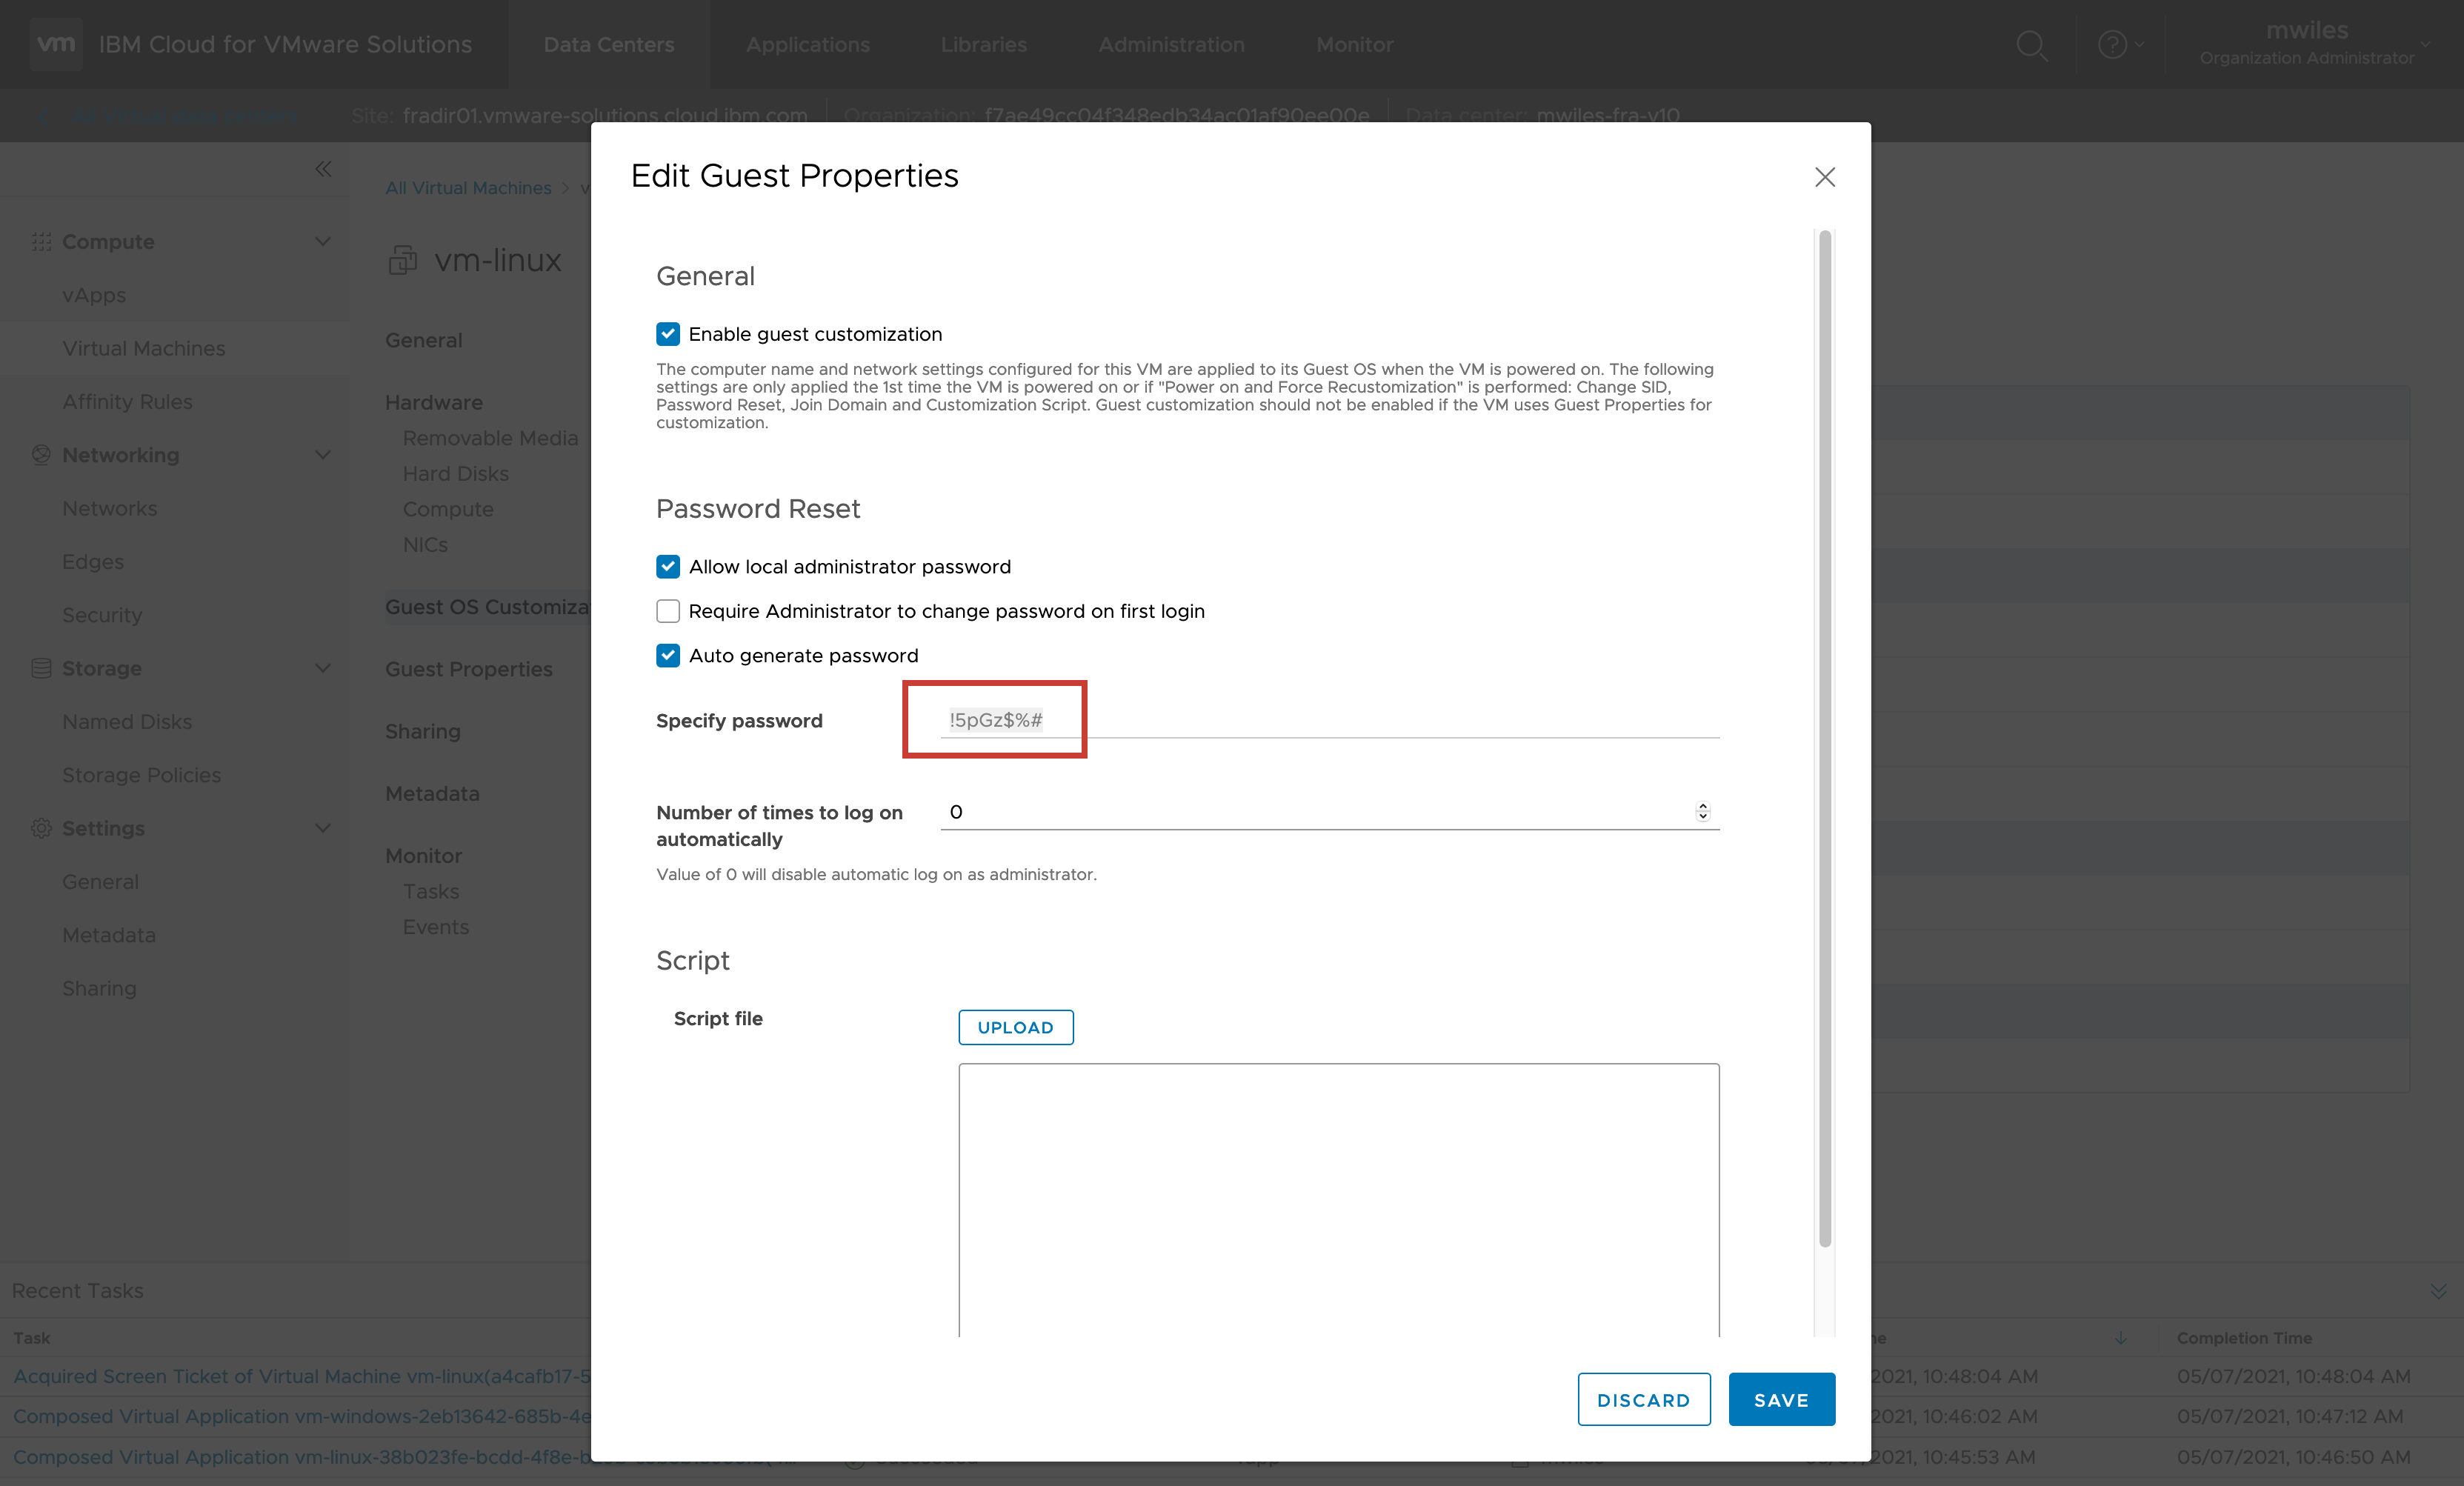 vm IBM Cloud for VMware Solutions Data Centers Applications Libraries Administration Monitor mwiles
Organization Administrator
Site: fradir01.vmware-solutions.cloud.ibm.com Organization: f7ae49cc04f348edb34ac01af90ee00e Data center: mwiles-fra-v10
Edit Guest Properties
All Virtual Machines
Compute
vApps
Virtual Machines
Affinity Rules
Networking
Networks
Edges
Security
Storage
Named Disks
Storage Policies
Settings
General
Metadata
Sharing
vm-linux
General
Hardware
Removable Media
Hard Disks
Compute
NICs
Guest OS Customiza
Guest Properties
Sharing
Metadata
Monitor
Tasks
Events
General
Enable guest customization
The computer name and network settings configured for this VM are applied to its Guest OS when the VM is powered on. The following
settings are only applied the 1st time the VM is powered on or if "Power on and Force Recustomization" is performed: Change SID,
Password Reset, Join Domain and Customization Script. Guest customization should not be enabled if the VM uses Guest Properties for
customization.
Password Reset
Allow local administrator password
Require Administrator to change password on first login
Auto generate password
Specify password !5pGz$%#
Number of times to log on
automatically
0
Value of 0 will disable automatic log on as administrator.
Script
Script file UPLOAD
DISCARD SAVE
Recent Tasks
Task Completion Time
Acquired Screen Ticket of Virtual Machine vm-linux(a4cafb17-5 2021, 10:48:04 AM 05/07/2021, 10:48:04 AM
Composed Virtual Application vm-windows-2eb13642-685b-4e 2021, 10:46:02 AM 05/07/2021, 10:47:12 AM
Composed Virtual Application vm-linux-38b023fe-bcdd-4f8e-b 2021, 10:45:53 AM 05/07/2021, 10:46:50 AM